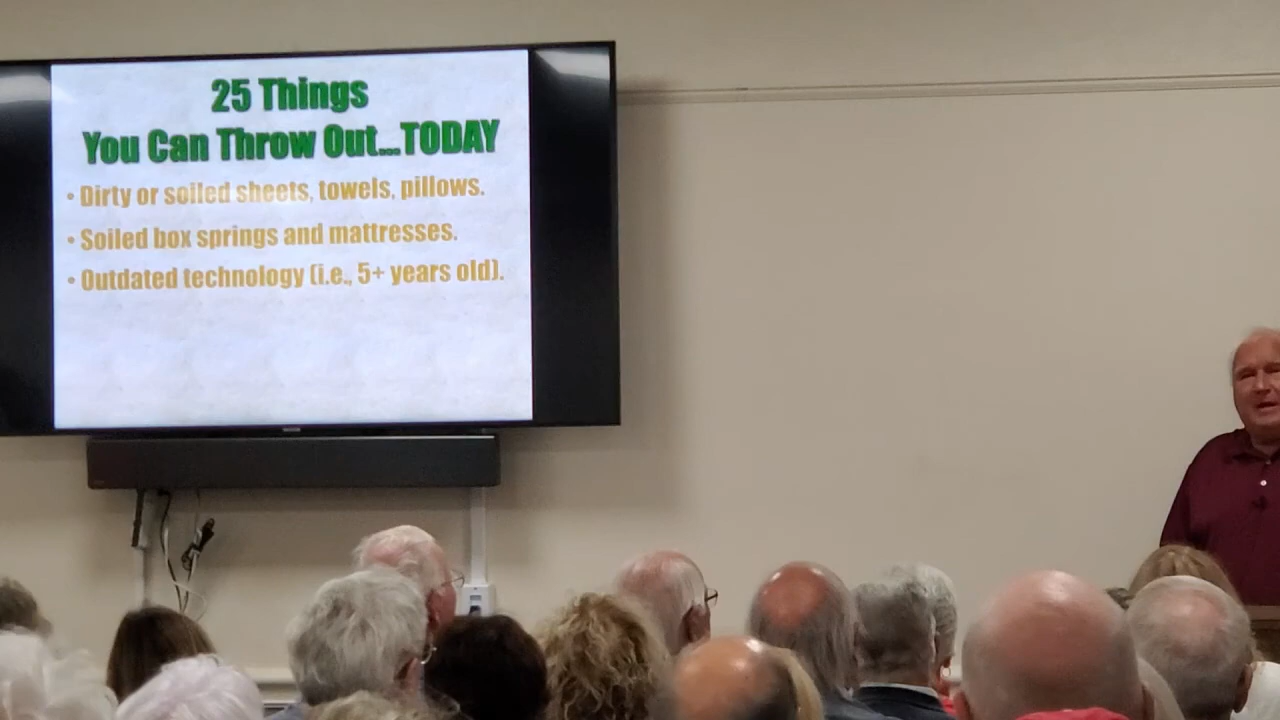 25 Things
You Can Throw Out...TODAY
• Dirty or soiled sheets, towels, pillows.
• Soiled box springs and mattresses.
• Outdated technology (i.e., 5+ years old).